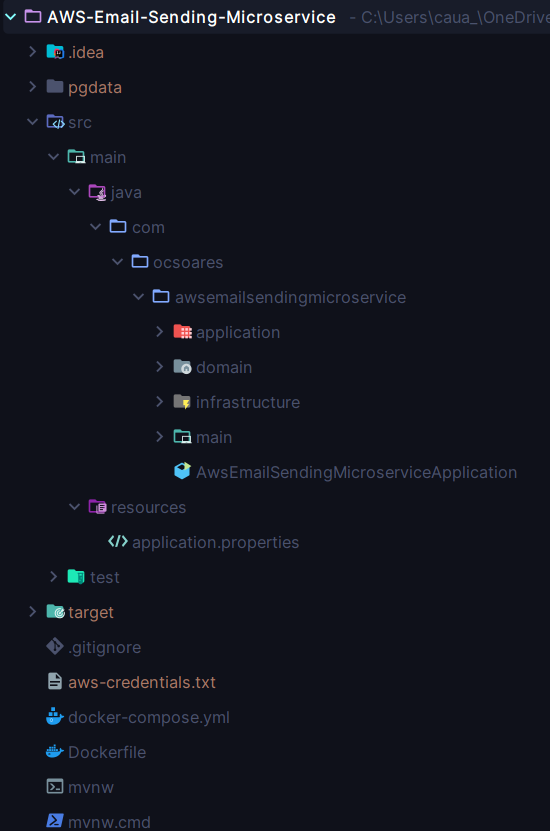 AWS-Email-Sending-Microservice - C:\Users\caua_\OneDrive
.idea
pgdata
src
main
java
com
ocsoares
awsemailsendingmicroservice
application
domain
infrastructure
main
AwsEmailSendingMicroserviceApplication
resources
application.properties
test
target
.gitignore
aws-credentials.txt
docker-compose.yml
Dockerfile
mvnw
mvnw.cmd